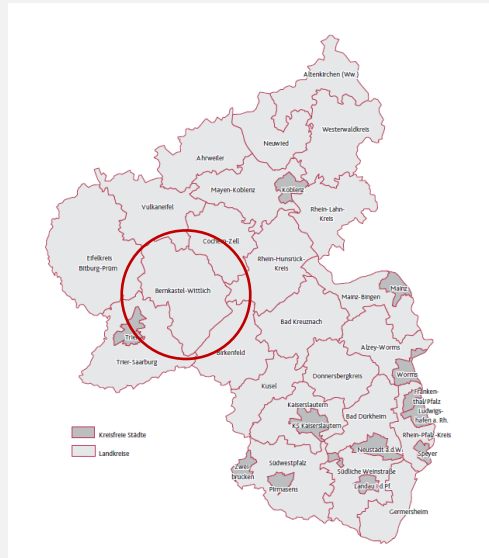 Altenkirchen (Ww.)
Westerwaldkreis
Neuwied
Ahrweiler
Mayen-Koblenz
Koblenz
Vulkaneifel
Rhein-Lahn-
Kreis
Cochem-Zell
Eifelkreis
Bitburg-Prüm
Rhein-Hunsrück-
Kreis
Bernkastel-Wittlich
Mainz
Mainz-Bingen
Bad Kreuznach
Trier
Alzey-Worms
Birkenfeld
Trier-Saarburg
Donnersbergkreis
Worms
Kusel
Franken-
thal/Pfalz
Ludwigs-
hafen a. Rh.
Kaiserslautern
Bad Dürkheim
KS Kaiserslautern
Rhein-Pfalz-Kreis
Neustadt a.d.W.
Speyer
Zwei-
brücken
Südwestpfalz
Südliche Weinstraße
Pirmasens
Landau i.d.Pf.
Germersheim
Kreisfreie Städte
Landkreise